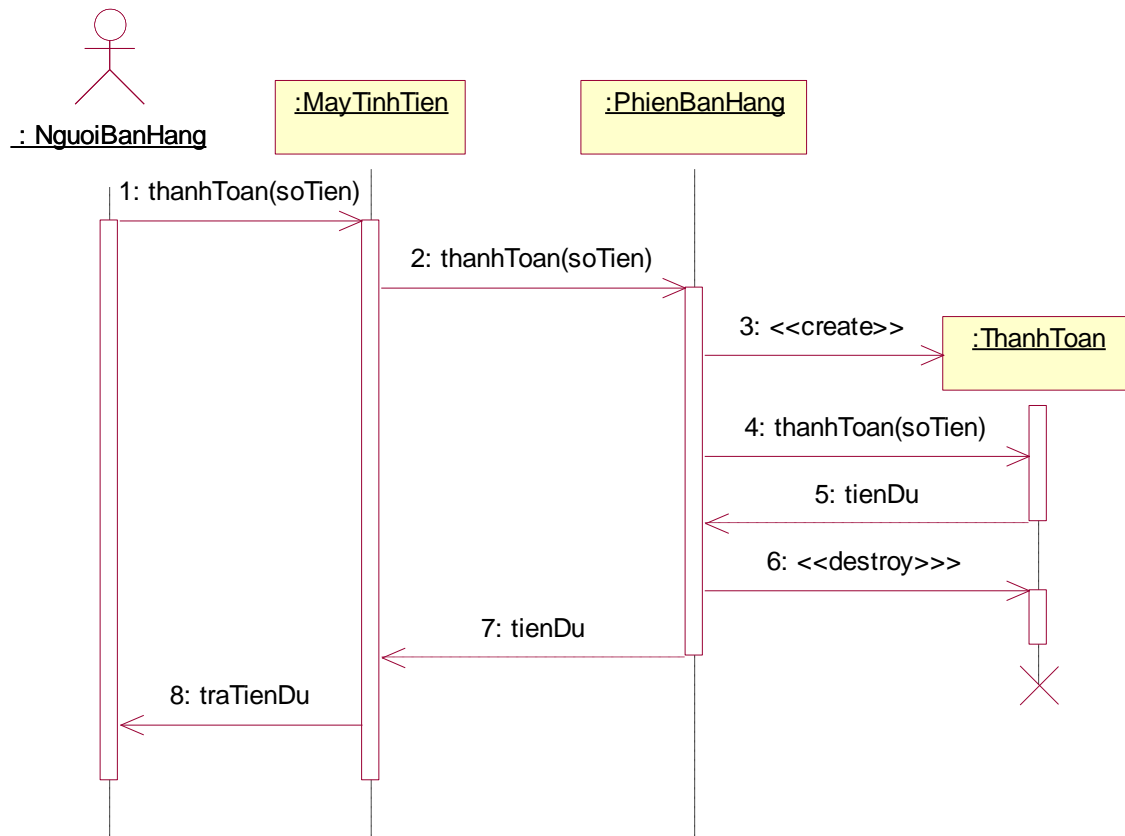 :MayTinhTien
:PhienBanHang
: NguoiBanHang
1: thanhToan(soTien)
2: thanhToan(soTien)
3: <<create>>
:ThanhToan
4: thanhToan(soTien)
5: tienDu
6: <<destroy>>>
7: tienDu
8: traTienDu